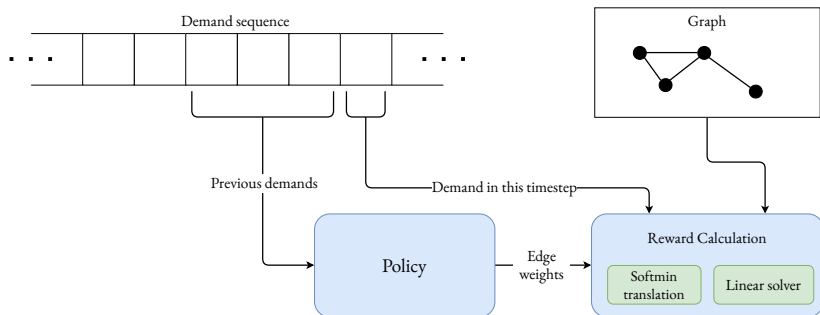 Demand sequence
Graph
Previous demands
Demand in this timestep
Policy
Edge
weights
Reward Calculation
Softmin
translation
Linear solver